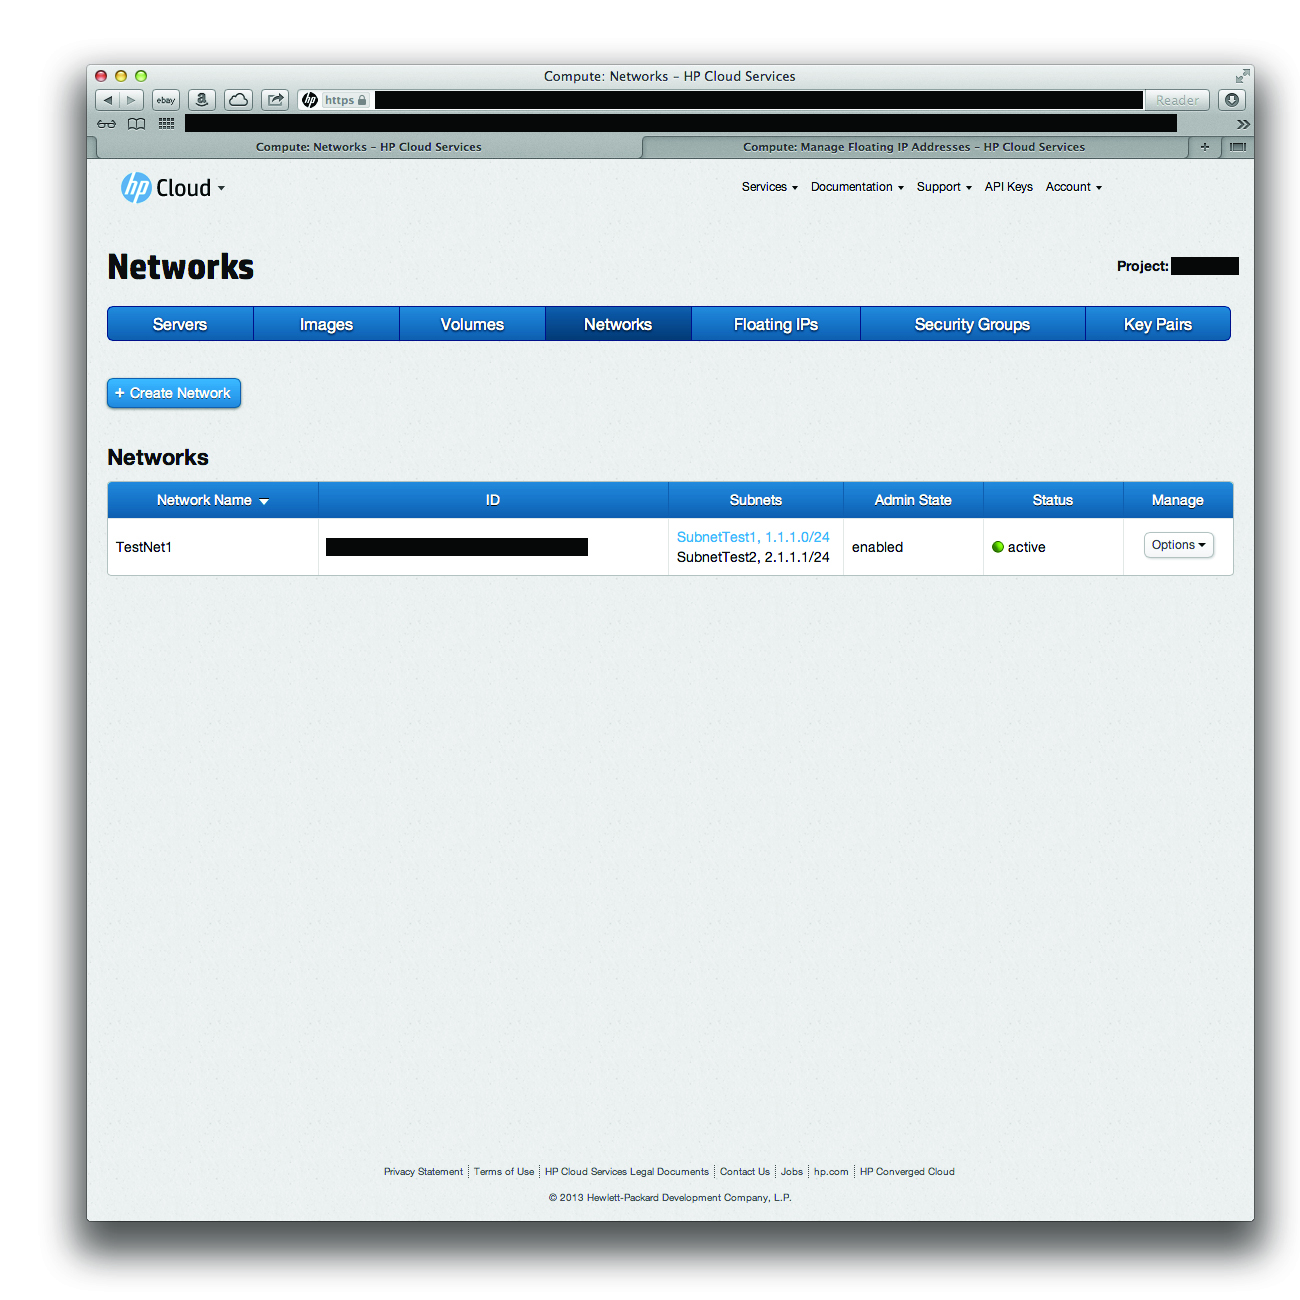 Compute: Networks – HP Cloud Services
ebay
a
hp https
Reader
Compute: Networks – HP Cloud Services
Compute: Manage Floating IP Addresses – HP Cloud Services
+
hp Cloud
Services
Documentation
Support
API Keys
Account
Networks
Project:
Servers
Images
Volumes
Networks
Floating IPs
Security Groups
Key Pairs
+ Create Network
Networks
Network Name
ID
Subnets
Admin State
Status
Manage
TestNet1
SubnetTest1, 1.1.1.0/24
SubnetTest2, 2.1.1.1/24
enabled
active
Options
Privacy Statement
Terms of Use
HP Cloud Services Legal Documents
Contact Us
Jobs
hp.com
HP Converged Cloud
© 2013 Hewlett-Packard Development Company, L.P.